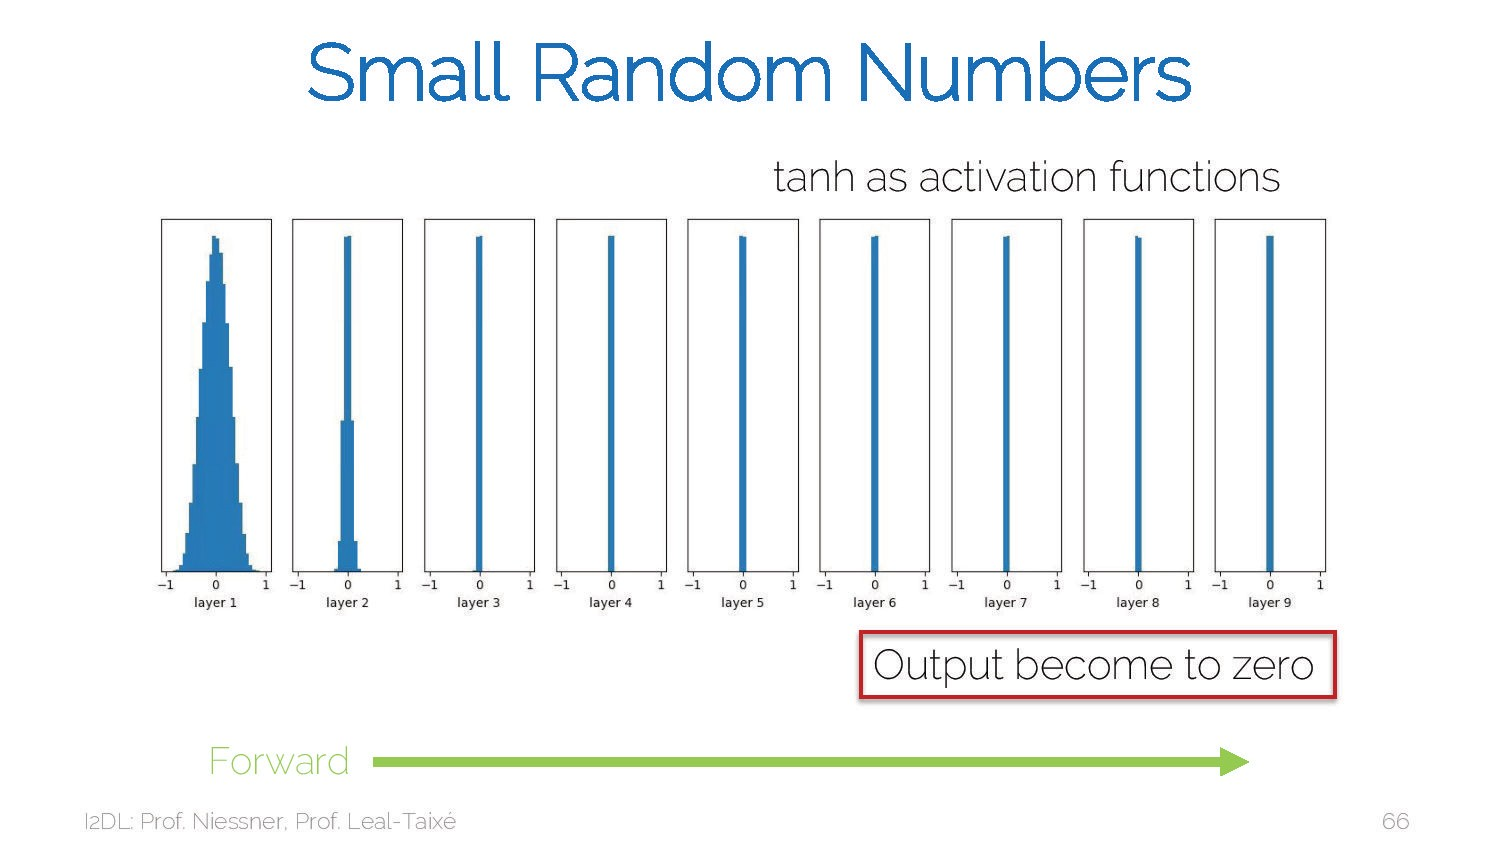 Small Random Numbers
tanh as activation functions
−1 0 1 −1 0 1 −1 0 1 −1 0 1 −1 0 1 −1 0 1 −1 0 1 −1 0 1 −1 0 1
layer 1 layer 2 layer 3 layer 4 layer 5 layer 6 layer 7 layer 8 layer 9
Output become to zero
Forward
I2DL: Prof. Niessner, Prof. Leal-Taixé 66